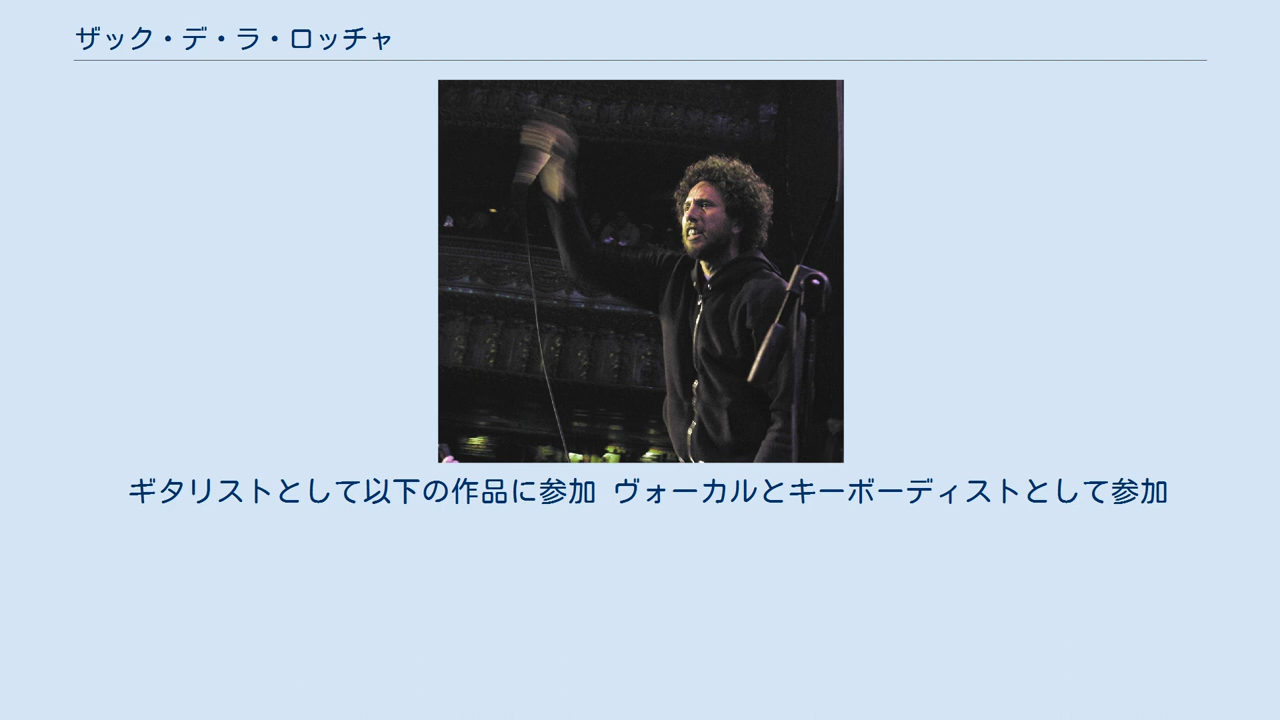 ザック・デ・ラ・ロッチャ
ギタリストとして以下の作品に参加 ヴォーカルとキーボーディストとして参加